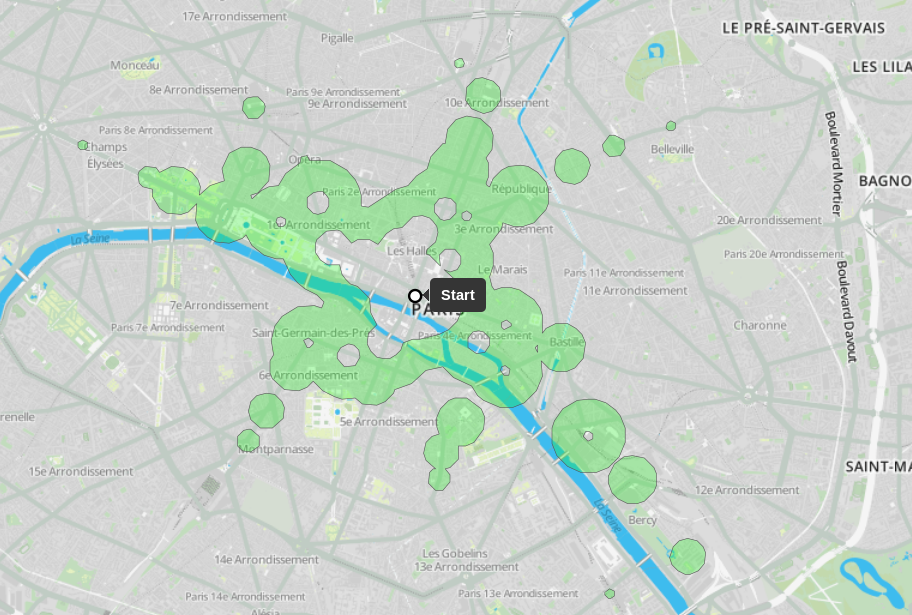 17e Arrondissement
LE PRÉ-SAINT-GERVAIS
Pigalle
Monceau
LES LILA
8e Arrondissement
Paris 9e Arrondissement
9e Arrondissement
10e Arrondissement
Paris 8e Arrondissement
Champs
Élysées
Opéra
Belleville
Boulevard Mortier
BAGNO
Paris 2e Arrondissement
République
1er Arrondissement
3e Arrondissement
20e Arrondissement
La Seine
Les Halles
Paris 20e Arrondissement
Le Marais
Paris 11e Arrondissement
11e Arrondissement
Start
PARIS
Boulevard Davout
7e Arrondissement
Paris 7e Arrondissement
Saint-Germain-des-Prés
Paris 4e Arrondissement
Bastille
Charonne
6e Arrondissement
renelle
5e Arrondissement
Montparnasse
15e Arrondissement
SAINT-MA
12e Arrondissement
La Seine
Bercy
Les Gobelins
13e Arrondissement
14e Arrondissement
Paris 14e Arrondissement
Paris 13e Arrondissement
Alésia